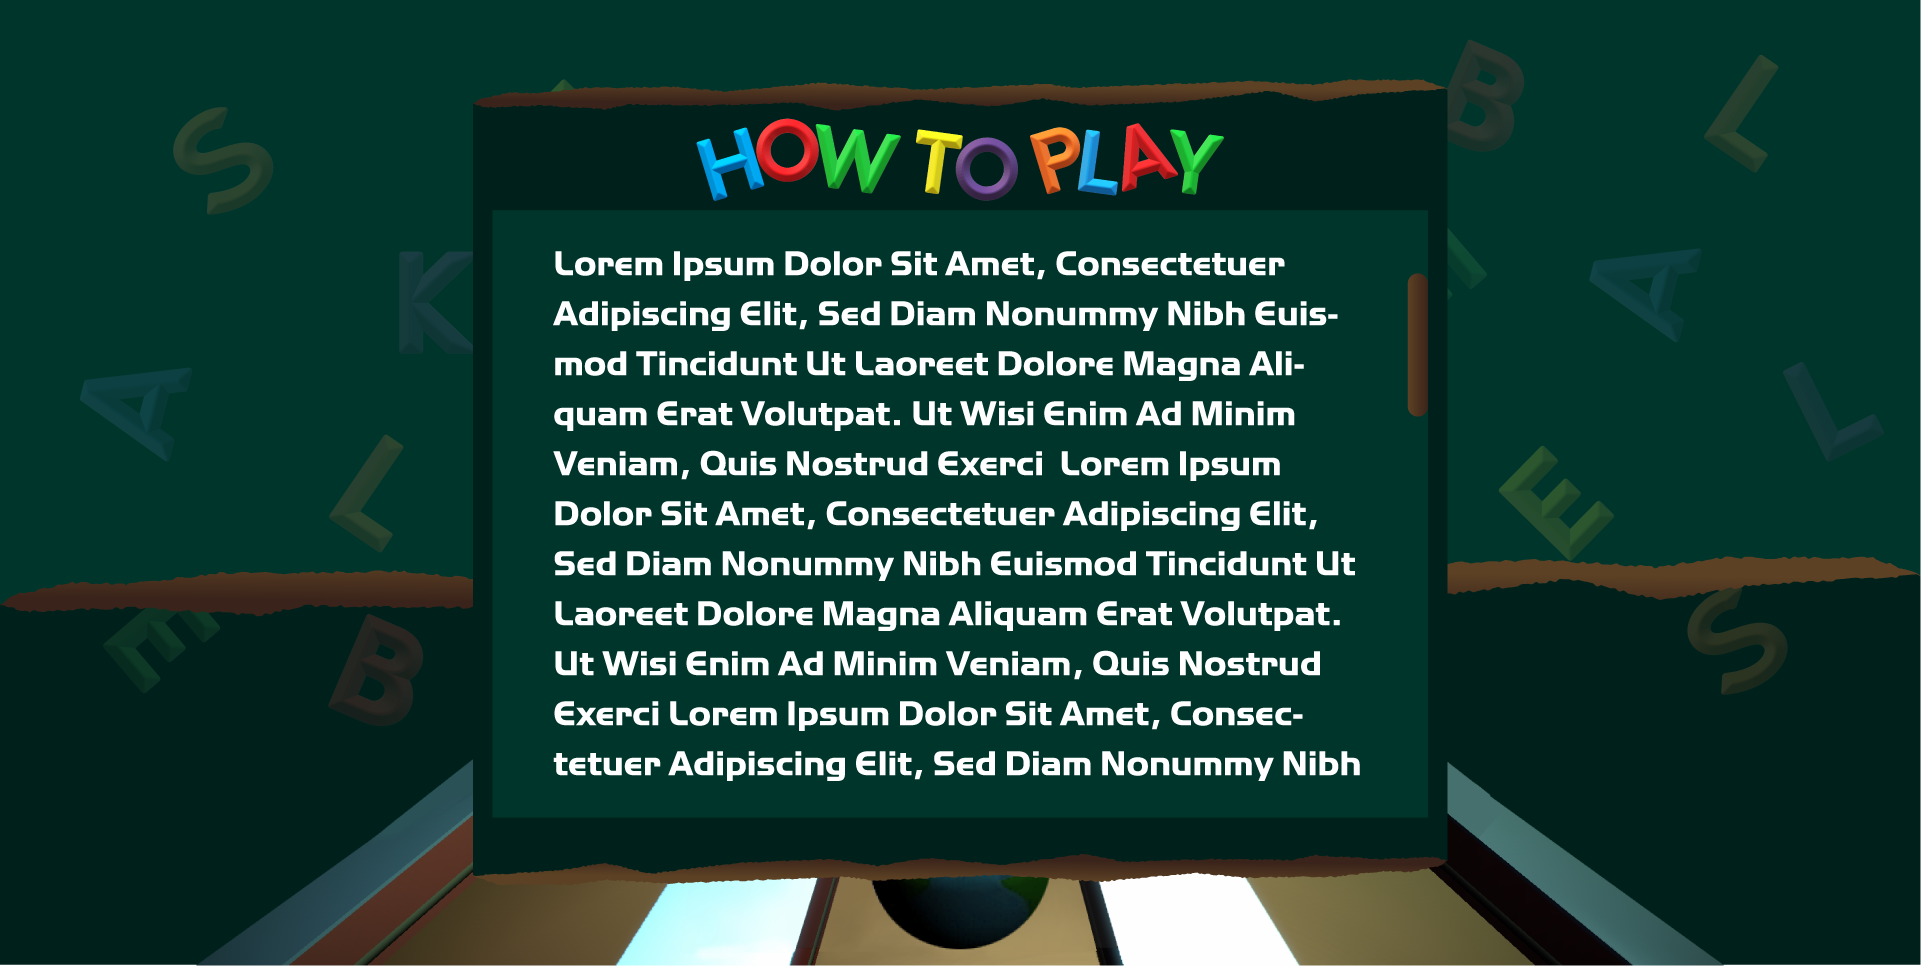 HOW TO PLAY
Lorem Ipsum Dolor Sit Amet, Consectetuer
Adipiscing Elit, Sed Diam Nonummy Nibh Euis-
mod Tincidunt Ut Laoreet Dolore Magna Ali-
quam Erat Volutpat. Ut Wisi Enim Ad Minim
Veniam, Quis Nostrud Exerci  Lorem Ipsum
Dolor Sit Amet, Consectetuer Adipiscing Elit,
Sed Diam Nonummy Nibh Euismod Tincidunt Ut
Laoreet Dolore Magna Aliquam Erat Volutpat.
Ut Wisi Enim Ad Minim Veniam, Quis Nostrud
Exerci Lorem Ipsum Dolor Sit Amet, Consec-
tetuer Adipiscing Elit, Sed Diam Nonummy Nibh
S
K
A
L
E
B
B
L
A
L
E
S